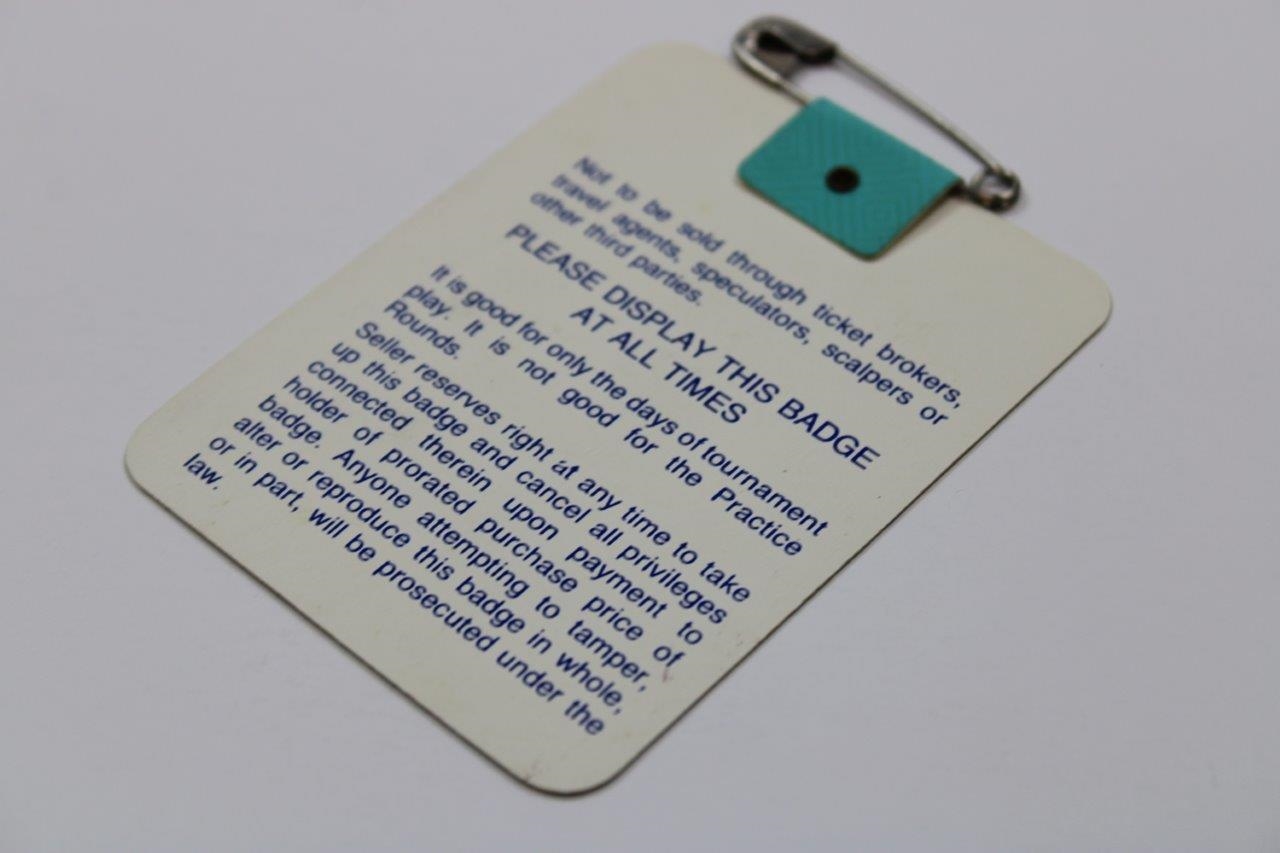 Not to be sold through ticket brokers,
travel agents, speculators, scalpers or
other third parties.
PLEASE DISPLAY THIS BADGE
AT ALL TIMES
It is good for only the days of tournament
play. It is not good for the Practice
Rounds.
Seller reserves right at any time to take
up this badge and cancel all privileges
connected therein upon payment to
holder of prorated purchase price of
badge. Anyone attempting to tamper,
alter or reproduce this badge in whole,
or in part, will be prosecuted under the
law.